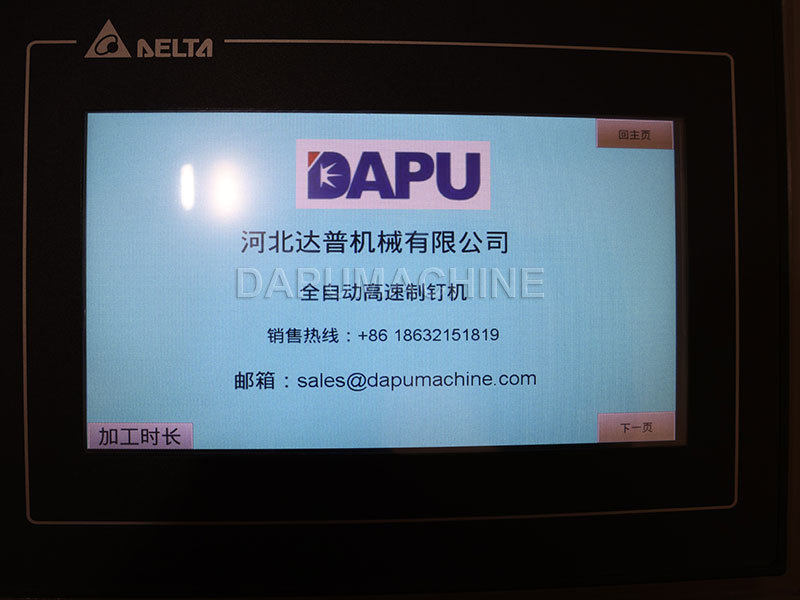 DELTA
回主页
DAPU
河北达普机械有限公司
DAPUMACHINE
全自动高速制钉机
销售热线：+86 18632151819
邮箱：sales@dapumachine.com
加工时长
下一页